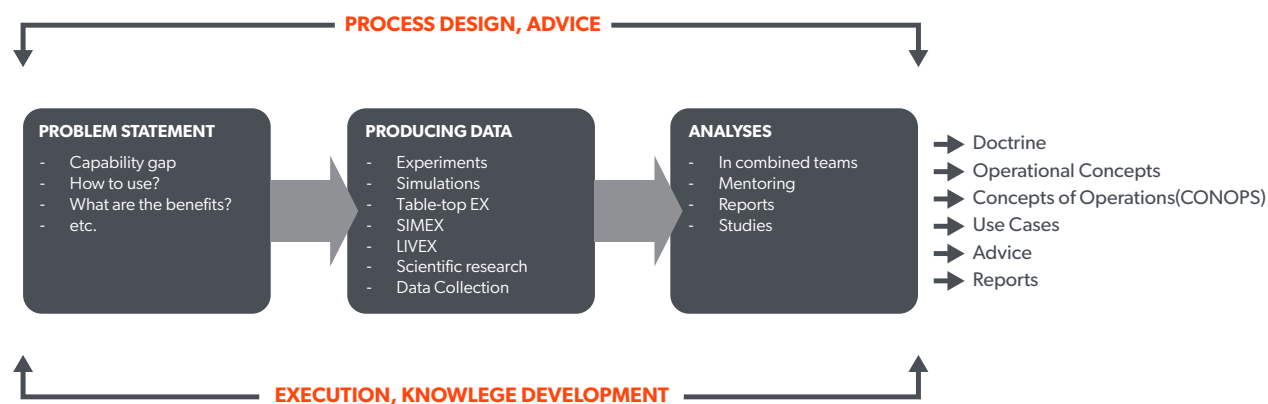 PROCESS DESIGN, ADVICE
PROBLEM STATEMENT
- Capability gap
- How to use?
- What are the benefits?
- etc.
PRODUCING DATA
- Experiments
- Simulations
- Table-top EX
- SIMEX
- LIVEX
- Scientific research
- Data Collection
ANALYSES
- In combined teams
- Mentoring
- Reports
- Studies
Doctrine
Operational Concepts
Concepts of Operations(CONOPS)
Use Cases
Advice
Reports
EXECUTION, KNOWLEGE DEVELOPMENT